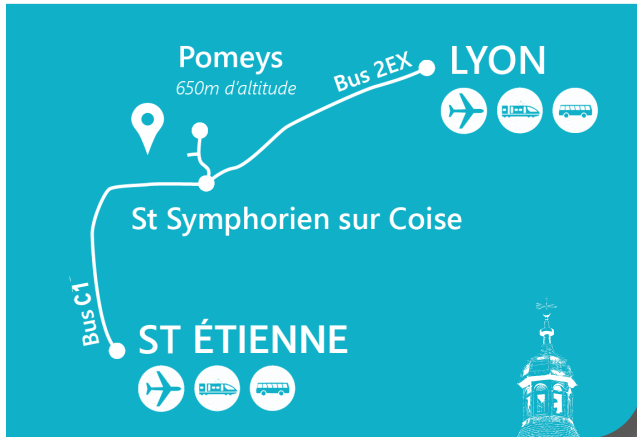 Pomeys
650m d'altitude
Bus 2EX
LYON
St Symphorien sur Coise
Bus C1
ST ÉTIENNE